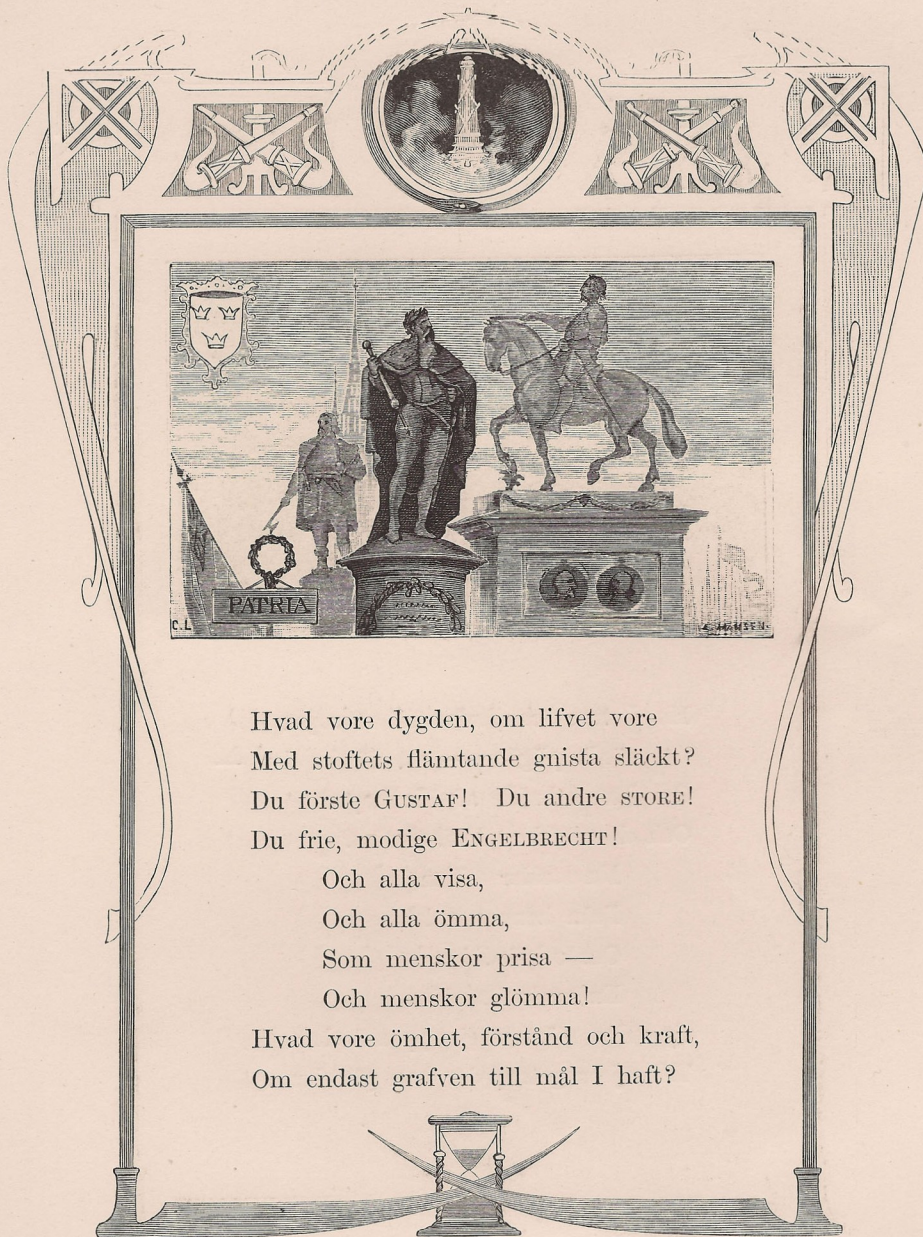 C.L
PATRIA
Hvad vore dygden, om lifvet vore
Med stoftets flämtande gnista släckt?
Du förste GUSTAF! Du andre STORE!
Du frie, modige ENGELBRECHT!
Och alla visa,
Och alla ömma,
Som menskor prisa —
Och menskor glömma!
Hvad vore ömhet, förstånd och kraft,
Om endast grafven till mål I haft?